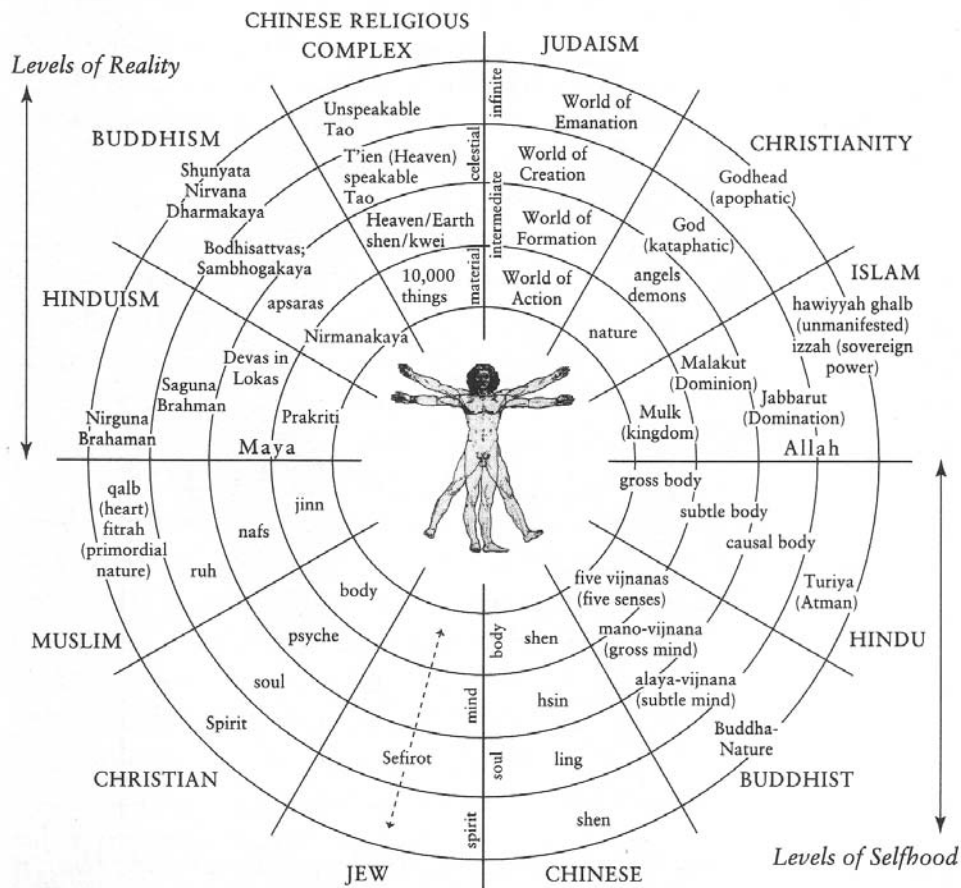 CHINESE RELIGIOUS
COMPLEX
JUDAISM
Levels of Reality
BUDDHISM
CHRISTIANITY
HINDUISM
ISLAM
infinite
celestial
intermediate
material
Unspeakable
Tao
T'ien (Heaven)
speakable
Tao
Heaven/Earth
shen/kwei
10,000
things
World of
Emanation
World of
Creation
World of
Formation
World of
Action
Godhead
(apophatic)
God
(kataphatic)
angels
demons
nature
Shunyata
Nirvana
Dharmakaya
Bodhisattvas;
Sambhogakaya
apsaras
Nirmanakaya
hawiyyah ghalb
(unmanifested)
izzah (sovereign
power)
Jabbarut
(Domination)
Malakut
(Dominion)
Mulk
(kingdom)
Allah
Nirguna
Brahaman
Saguna
Brahman
Devas in
Lokas
Prakriti
Maya
qalb
(heart)
fitrah
(primordial
nature)
ruh
nafs
jinn
gross body
subtle body
causal body
Turiya
(Atman)
MUSLIM
HINDU
body
psyche
soul
Spirit
five vijnanas
(five senses)
mano-vijnana
(gross mind)
alaya-vijnana
(subtle mind)
Buddha-
Nature
CHRISTIAN
BUDDHIST
Sefirot
body
mind
soul
spirit
shen
hsin
ling
shen
JEW
CHINESE
Levels of Selfhood